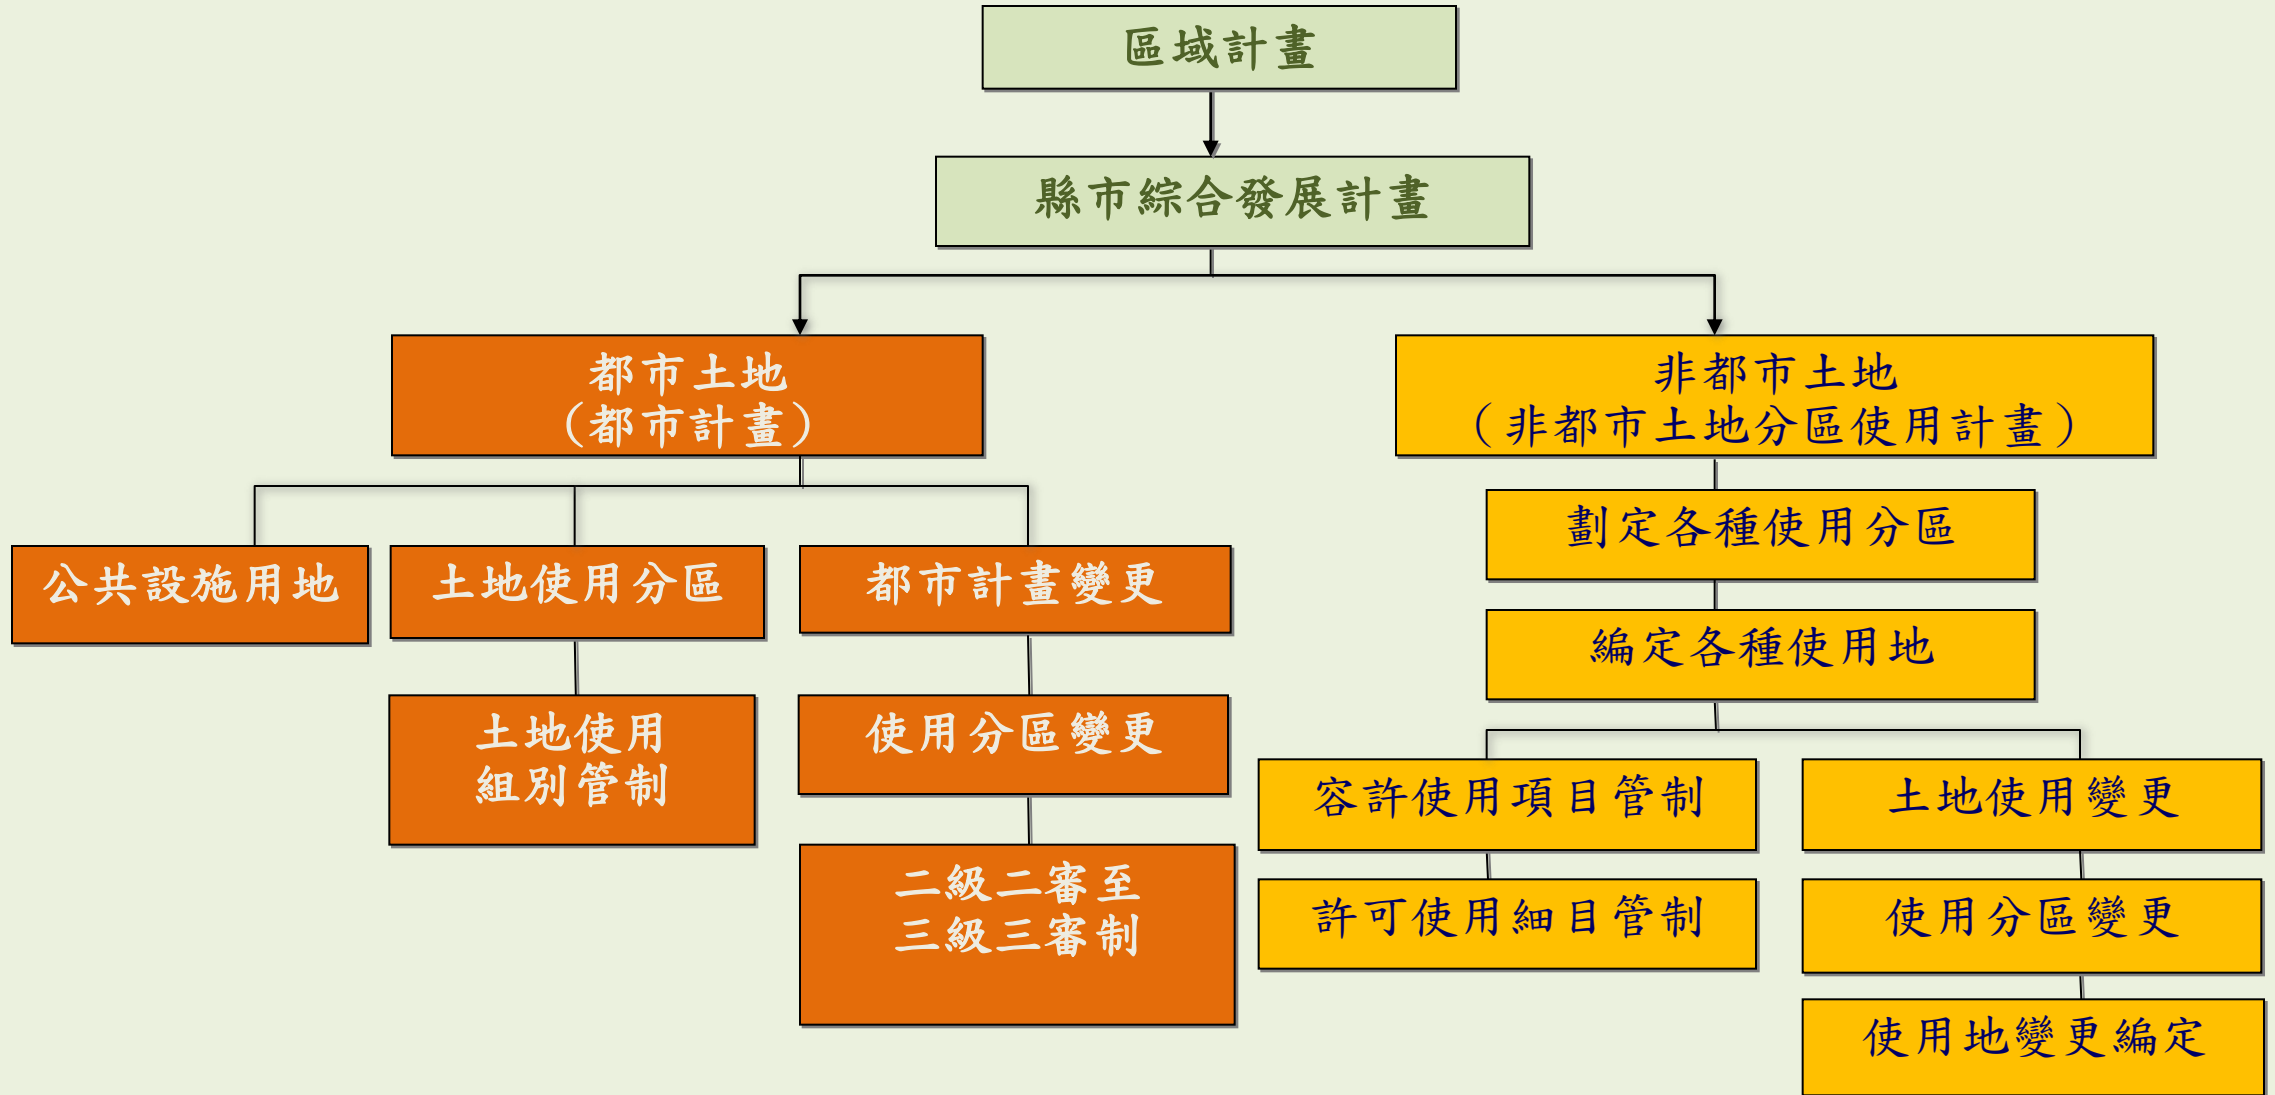 區域計畫
縣市綜合發展計畫
都市土地
（都市計畫）
非都市土地
（非都市土地分區使用計畫）
公共設施用地
土地使用分區
都市計畫變更
劃定各種使用分區
編定各種使用地
土地使用
組別管制
使用分區變更
二級二審至
三級三審制
容許使用項目管制
土地使用變更
許可使用細目管制
使用分區變更
使用地變更編定